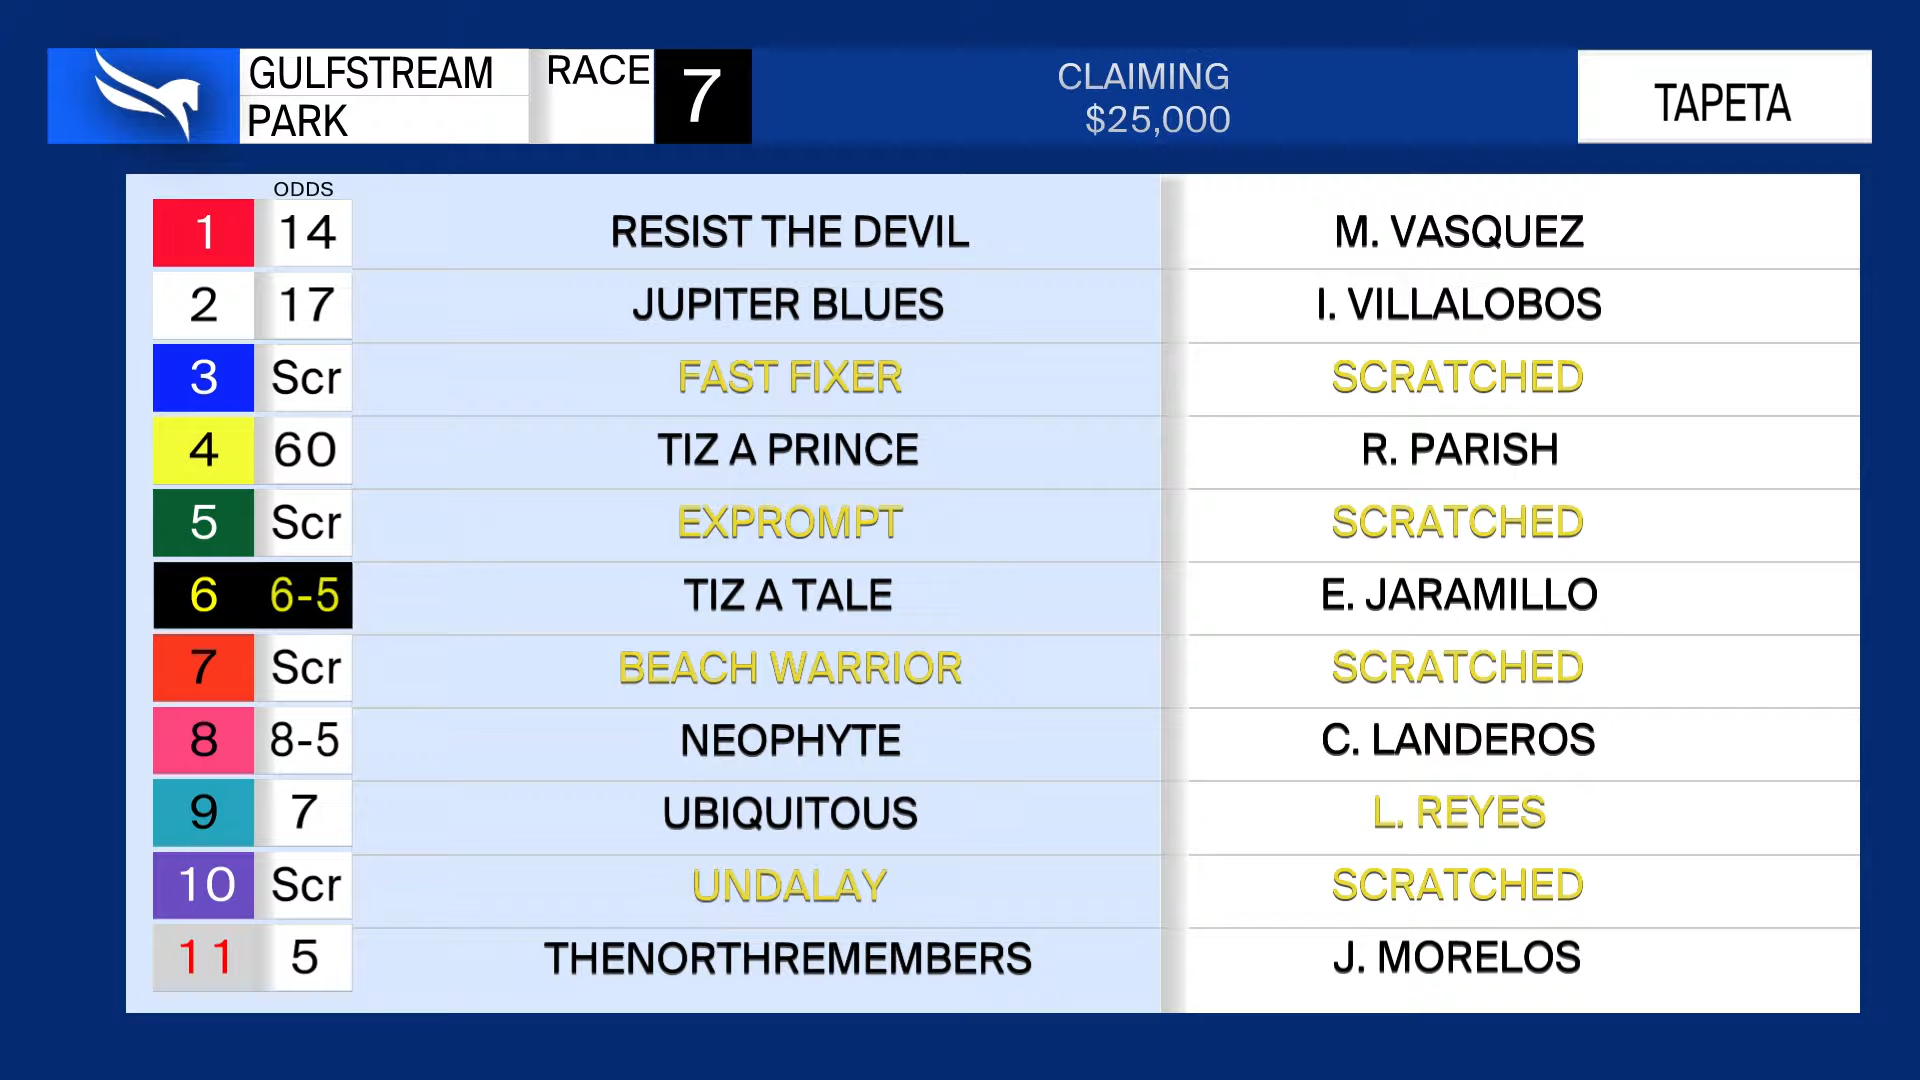 GULFSTREAM
PARK
RACE
7
CLAIMING
$25,000
TAPETA
ODDS
1 14 RESIST THE DEVIL M. VASQUEZ
2 17 JUPITER BLUES I. VILLALOBOS
3 Scr FAST FIXER SCRATCHED
4 60 TIZ A PRINCE R. PARISH
5 Scr EXPROMPT SCRATCHED
6 6-5 TIZ A TALE E. JARAMILLO
7 Scr BEACH WARRIOR SCRATCHED
8 8-5 NEOPHYTE C. LANDEROS
9 7 UBIQUITOUS L. REYES
10 Scr UNDALAY SCRATCHED
11 5 THENORTHREMEMBERS J. MORELOS